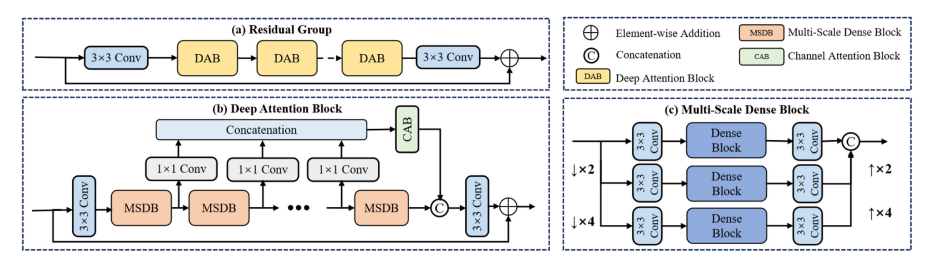 (a) Residual Group
3×3 Conv
DAB
DAB
DAB
3×3 Conv
Element-wise Addition
C
Concatenation
DAB
Deep Attention Block
MSDB
Multi-Scale Dense Block
CAB
Channel Attention Block
(b) Deep Attention Block
Concatenation
CAB
1×1 Conv
1×1 Conv
1×1 Conv
3×3 Conv
MSDB
MSDB
•••
MSDB
C
3×3 Conv
(c) Multi-Scale Dense Block
3×3
Conv
Dense
Block
3×3
Conv
C
↓×2
↑×2
3×3
Conv
Dense
Block
3×3
Conv
↓×4
↑×4
3×3
Conv
Dense
Block
3×3
Conv